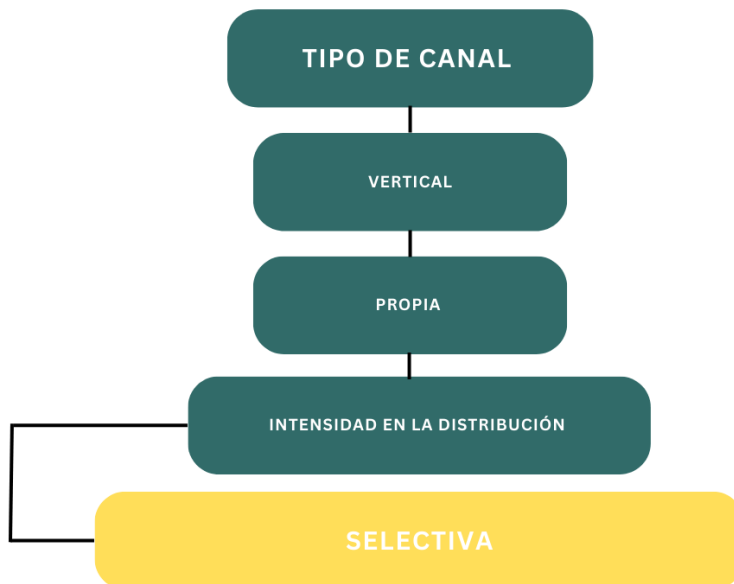 TIPO DE CANAL
VERTICAL
PROPIA
INTENSIDAD EN LA DISTRIBUCIÓN
SELECTIVA